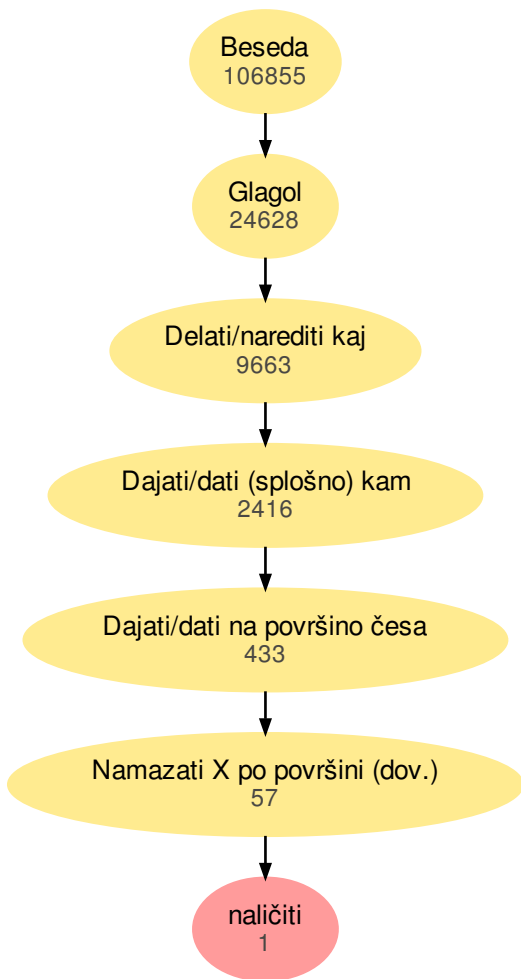 Beseda
106855
Glagol
24628
Delati/narediti kaj
9663
Dajati/dati (splošno) kam
2416
Dajati/dati na površino česa
433
Namazati X po površini (dov.)
57
naličiti
1